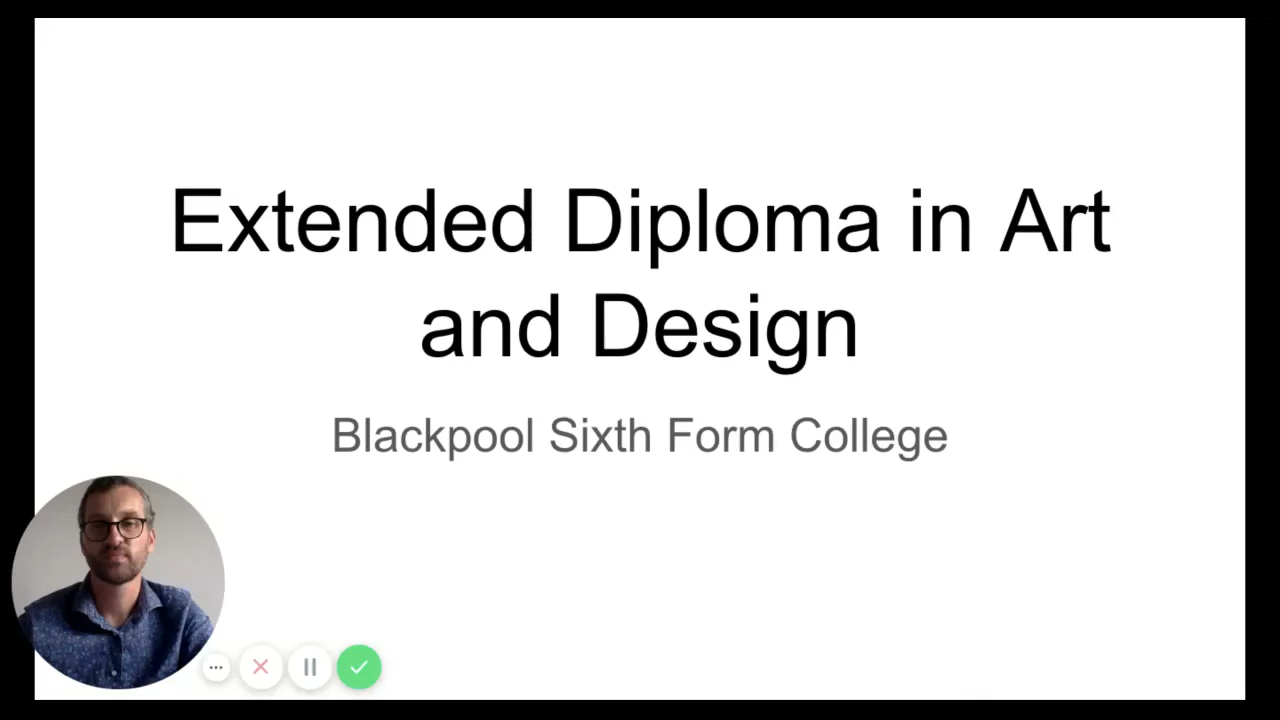 Extended Diploma in Art
and Design
Blackpool Sixth Form College